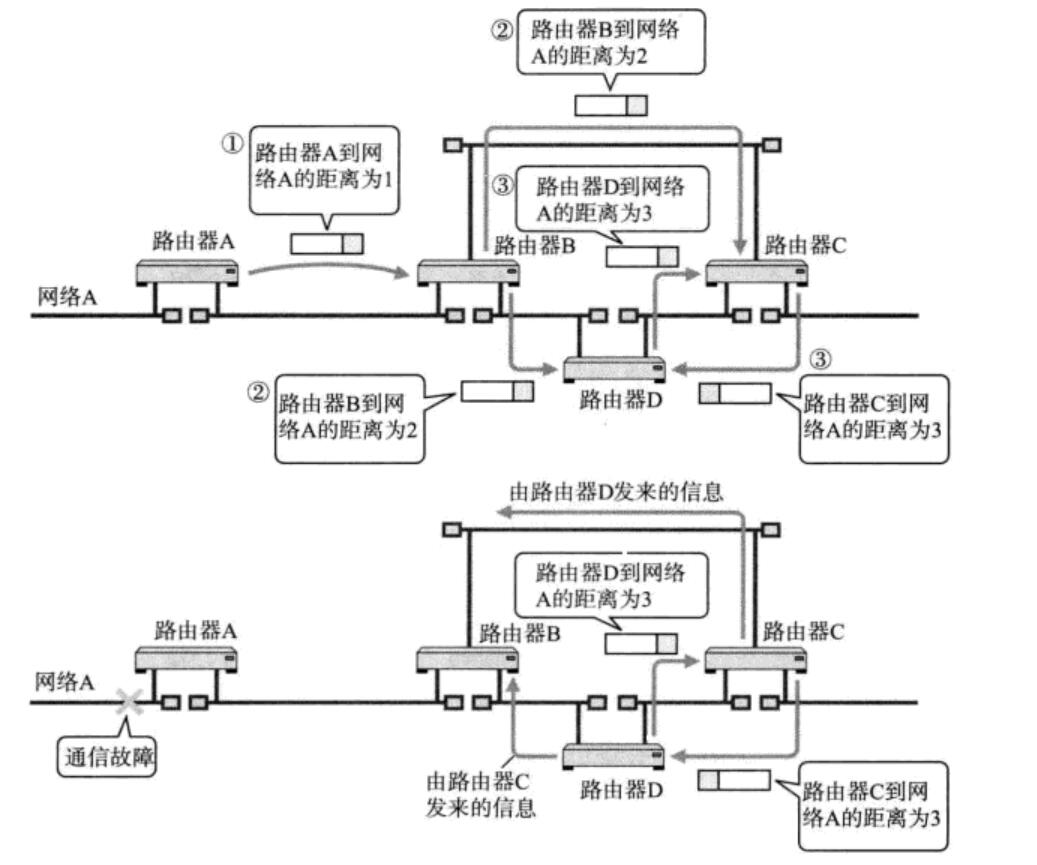 ② 路由器B到网络
A的距离为2
① 路由器A到网
络A的距离为1
③ 路由器D到网络
A的距离为3
路由器A
路由器B
路由器C
网络A
② 路由器B到网
络A的距离为2
路由器D
③
路由器C到网
络A的距离为3
由路由器D发来的信息
路由器D到网络
A的距离为3
路由器A
路由器B
路由器C
网络A
通信故障
由路由器C
发来的信息
路由器D
路由器C到网
络A的距离为3